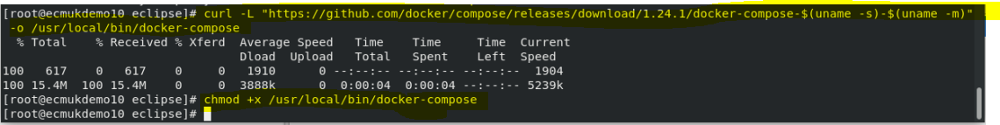 [root@ecmukdemo10 eclipse]# curl -L "https://github.com/docker/compose/releases/download/1.24.1/docker-compose-$(uname -s)-$(uname -m)"
-o /usr/local/bin/docker-compose
% Total % Received % Xferd Average Speed Time Time Time Current
Dload Upload Total Spent Left Speed
100 617 0 617 0 0 1910 0 --:--:-- --:--:-- --:--:-- 1904
100 15.4M 100 15.4M 0 0 3888k 0 0:00:04 0:00:04 --:--:-- 5239k
[root@ecmukdemo10 eclipse]# chmod +x /usr/local/bin/docker-compose
[root@ecmukdemo10 eclipse]#